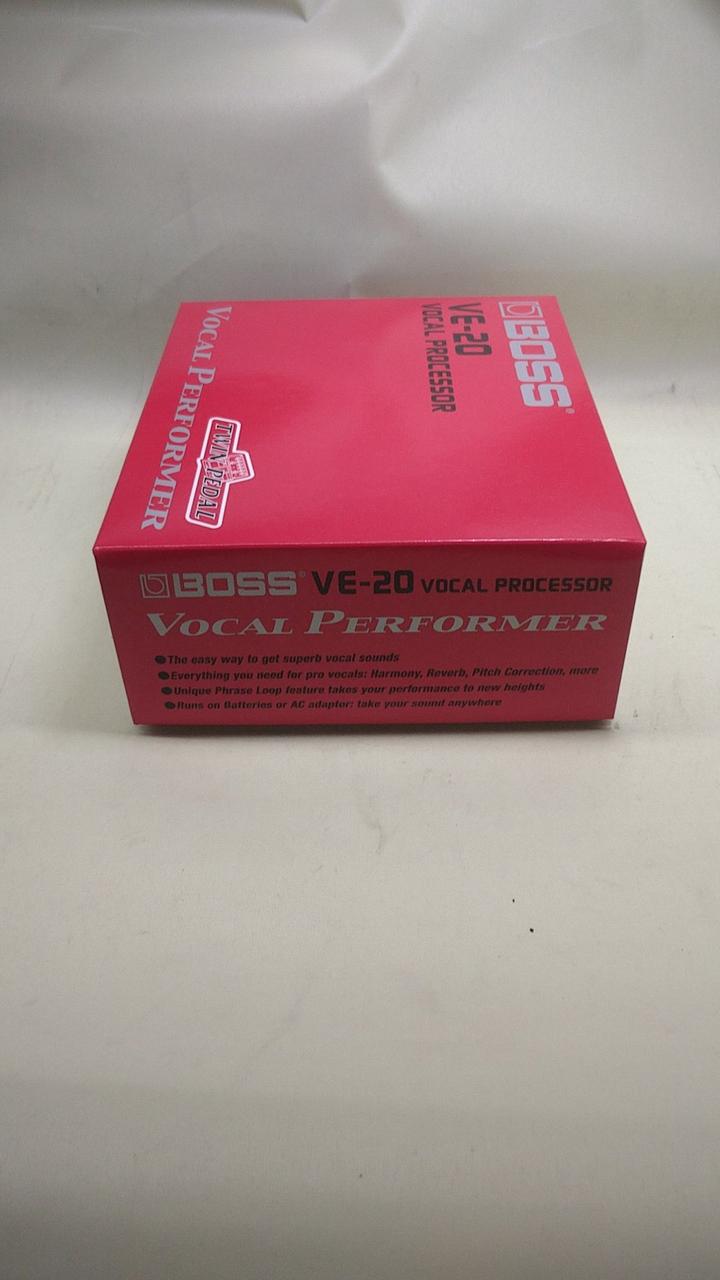 BOSS®
VE-20
VOCAL PROCESSOR
TWIN PEDAL
VOCAL PERFORMER
BOSS® VE-20 VOCAL PROCESSOR
VOCAL PERFORMER
●The easy way to get superb vocal sounds
●Everything you need for pro vocals: Harmony, Reverb, Pitch Correction, more
●Unique Phrase Loop feature takes your performance to new heights
●Runs on Batteries or AC adaptor: take your sound anywhere